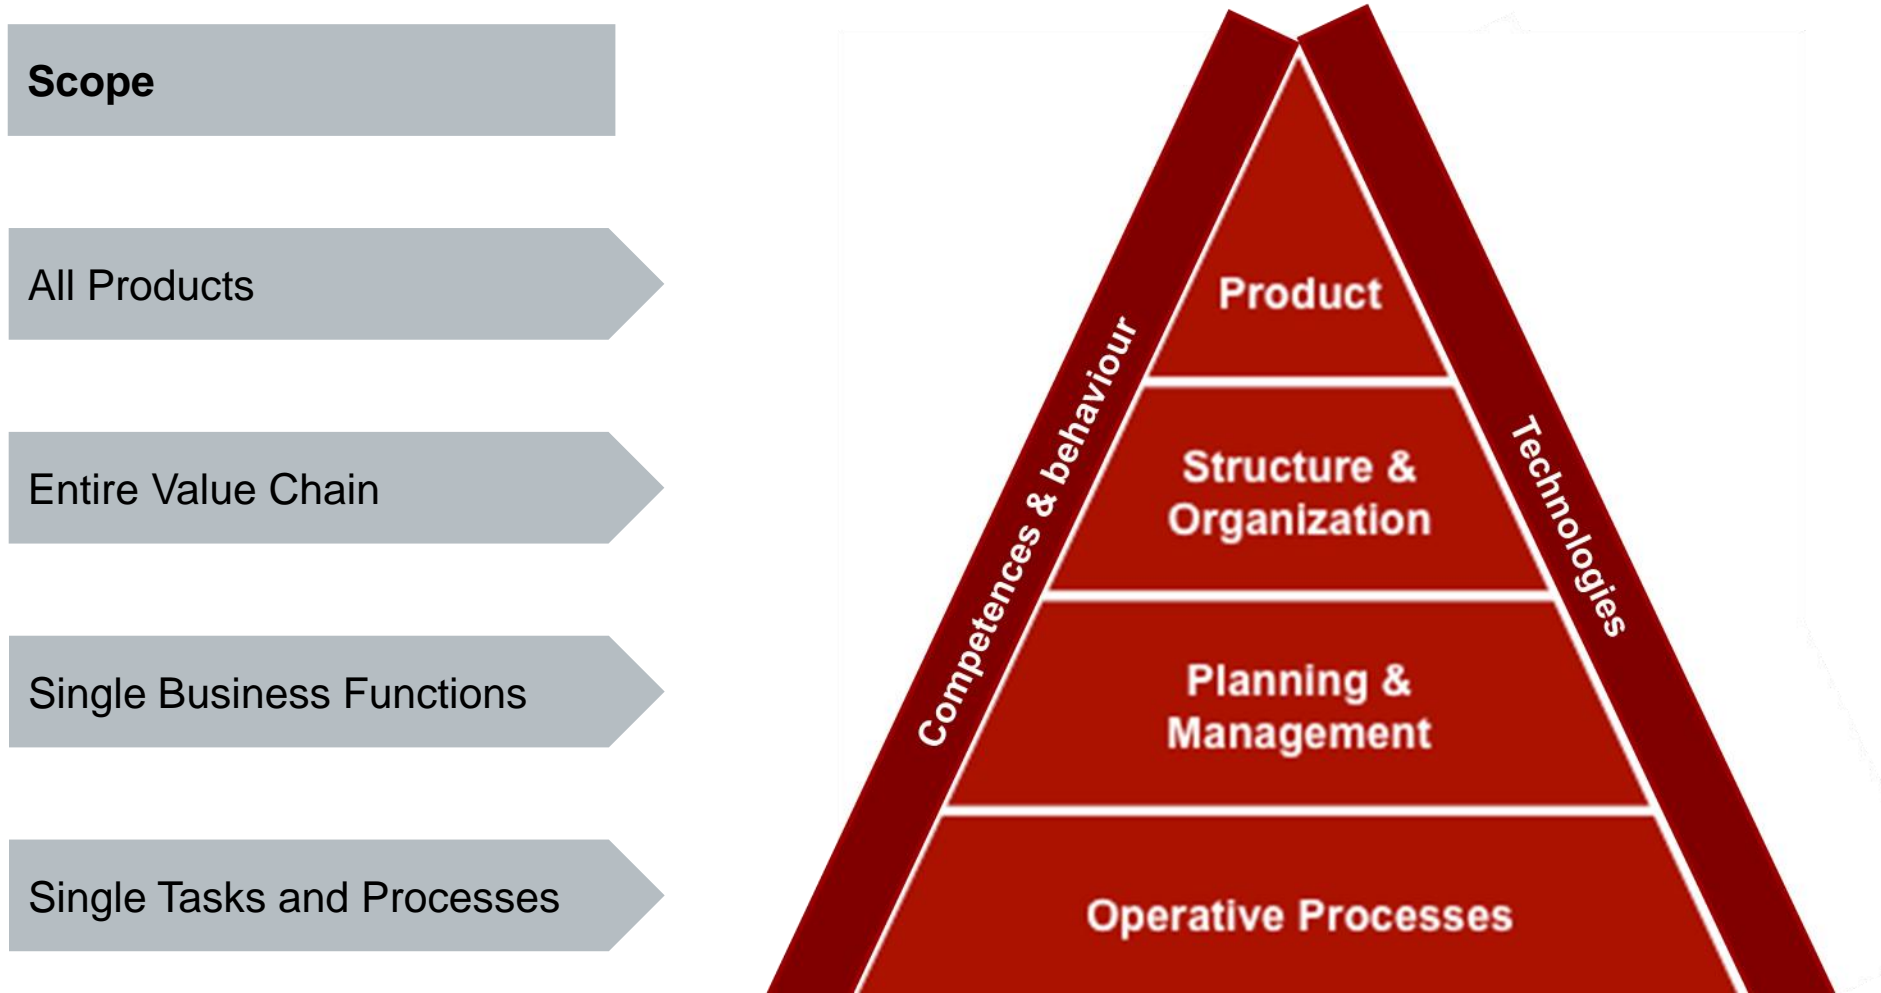 Scope
All Products
Entire Value Chain
Single Business Functions
Single Tasks and Processes
Competences & behaviour
Product
Structure &
Organization
Planning &
Management
Operative Processes
Technologies